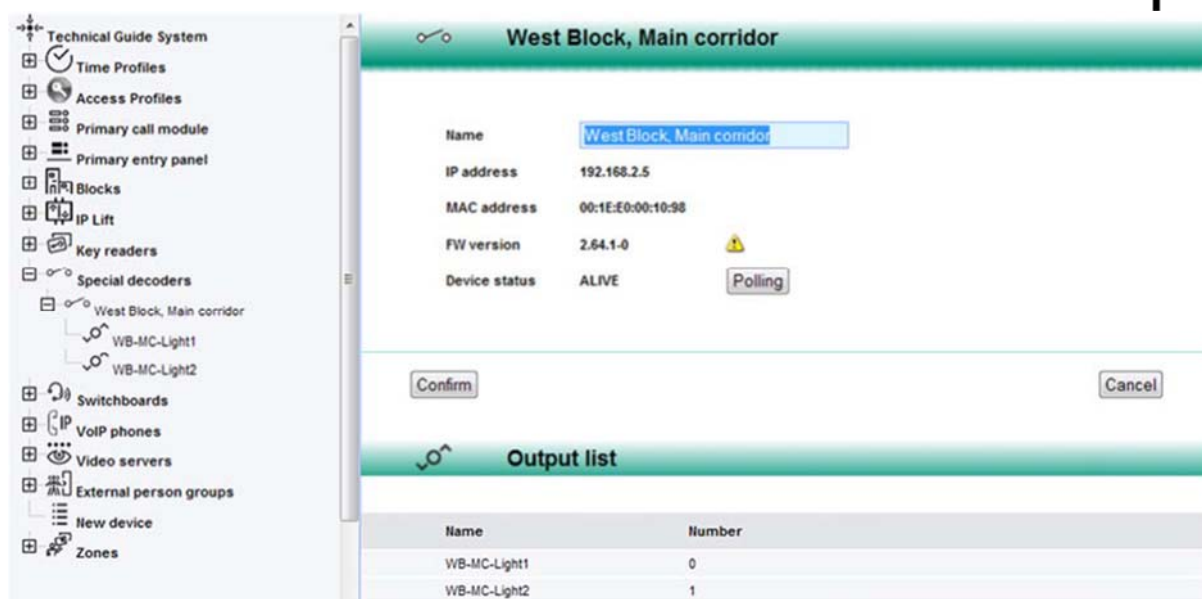 Technical Guide System
Time Profiles
Access Profiles
Primary call module
Primary entry panel
Blocks
IP Lift
Key readers
Special decoders
West Block, Main corridor
WB-MC-Light1
WB-MC-Light2
Switchboards
IP
VoIP phones
Video servers
External person groups
New device
Zones
West Block, Main corridor
Name West Block, Main corridor
IP address 192.168.2.5
MAC address 00:1E:E0:00:10:98
FW version 2.64.1-0
Device status ALIVE Polling
Confirm Cancel
Output list
Name Number
WB-MC-Light1 0
WB-MC-Light2 1